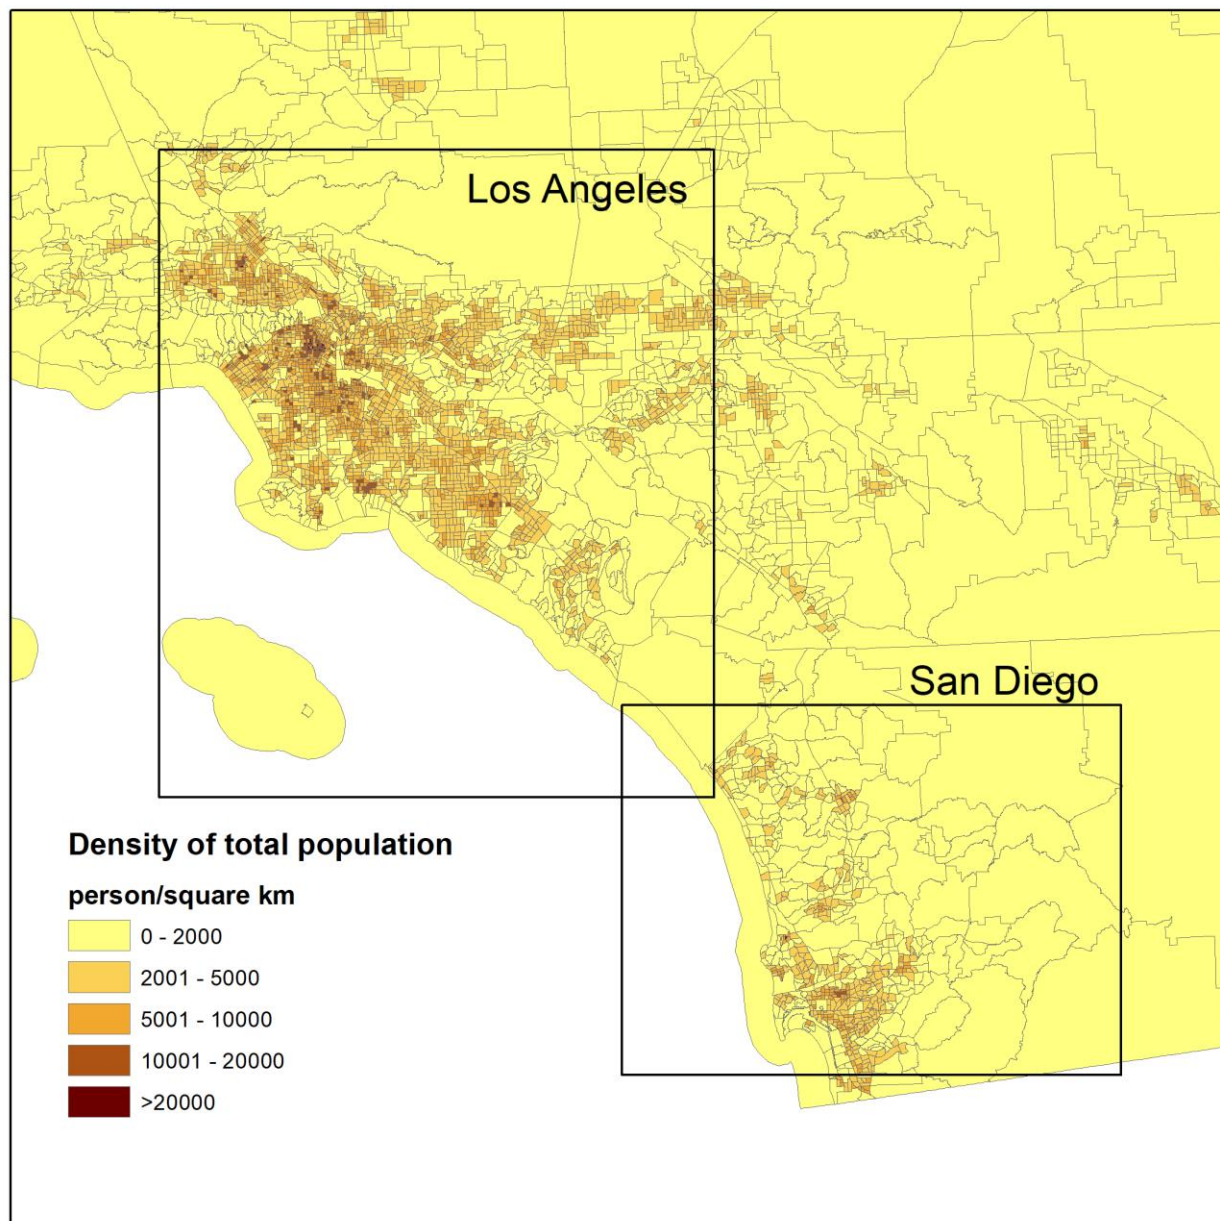 Los Angeles
San Diego
Density of total population
person/square km
0 - 2000
2001 - 5000
5001 - 10000
10001 - 20000
>20000